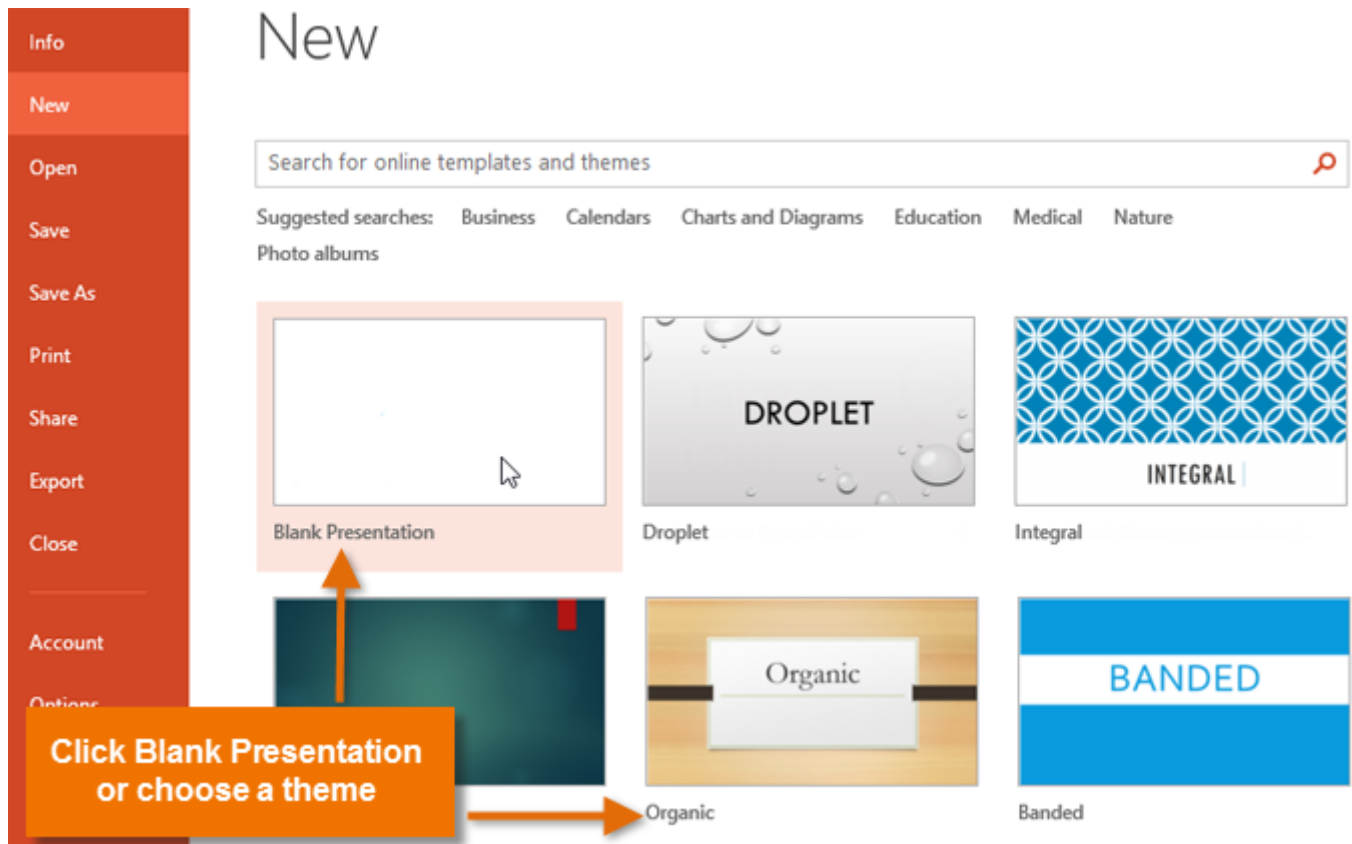 Info
New
Open
Save
Save As
Print
Share
Export
Close
Account
Options
New
Search for online templates and themes
Suggested searches: Business Calendars Charts and Diagrams Education Medical Nature
Photo albums
DROPLET
INTEGRAL
Blank Presentation Droplet Integral
Organic
BANDED
Click Blank Presentation
or choose a theme
Organic Banded